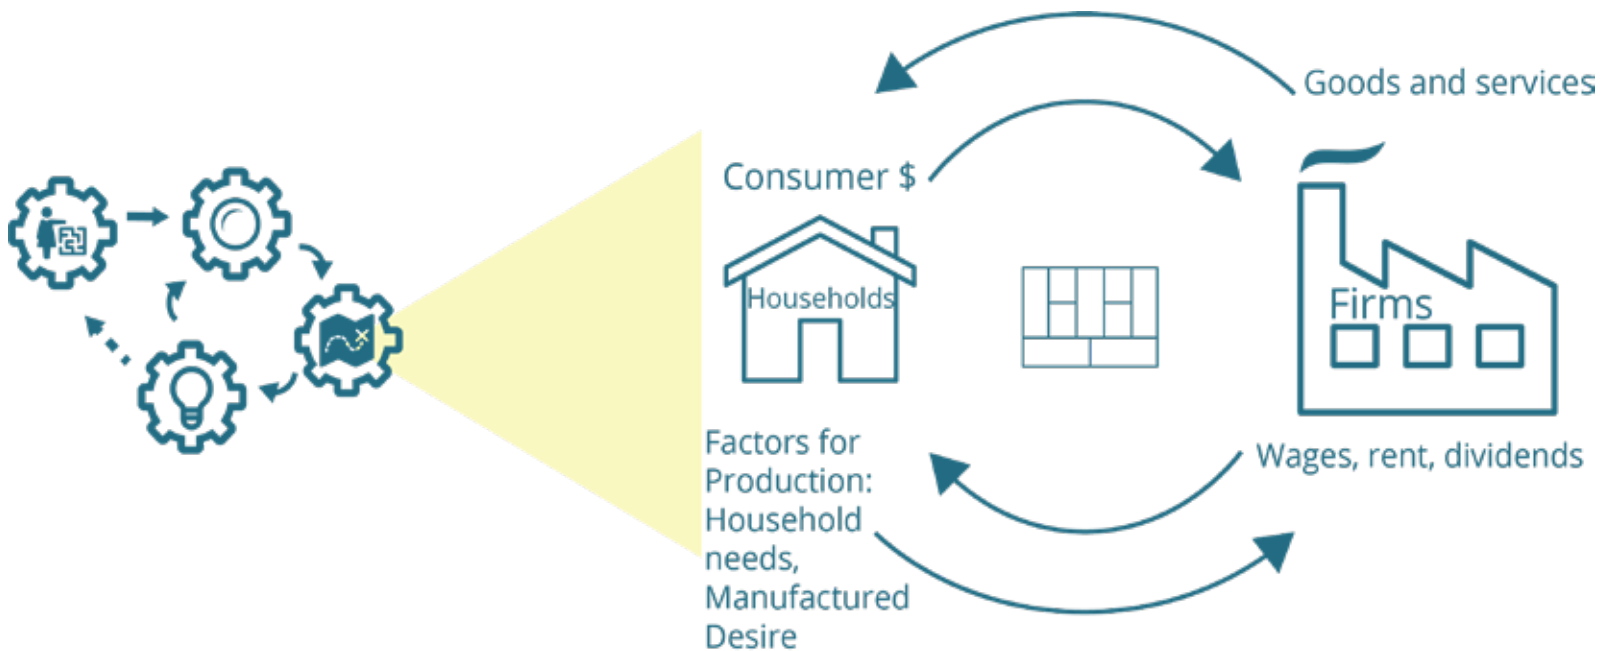 Goods and services
Consumer $
Households
Firms
Factors for
Production:
Household
needs,
Manufactured
Desire
Wages, rent, dividends